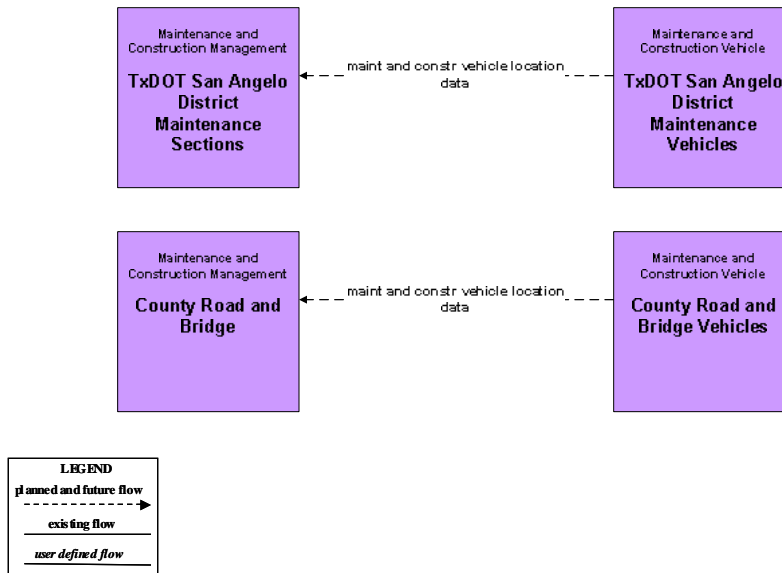 Maintenance and
Construction Management
TxDOT San Angelo
District
Maintenance
Sections
maint and constr vehicle location
data
Maintenance and
Construction Vehicle
TxDOT San Angelo
District
Maintenance
Vehicles
Maintenance and
Construction Management
County Road and
Bridge
maint and constr vehicle location
data
Maintenance and
Construction Vehicle
County Road and
Bridge Vehicles
LEGEND
planned and future flow
existing flow
user defined flow